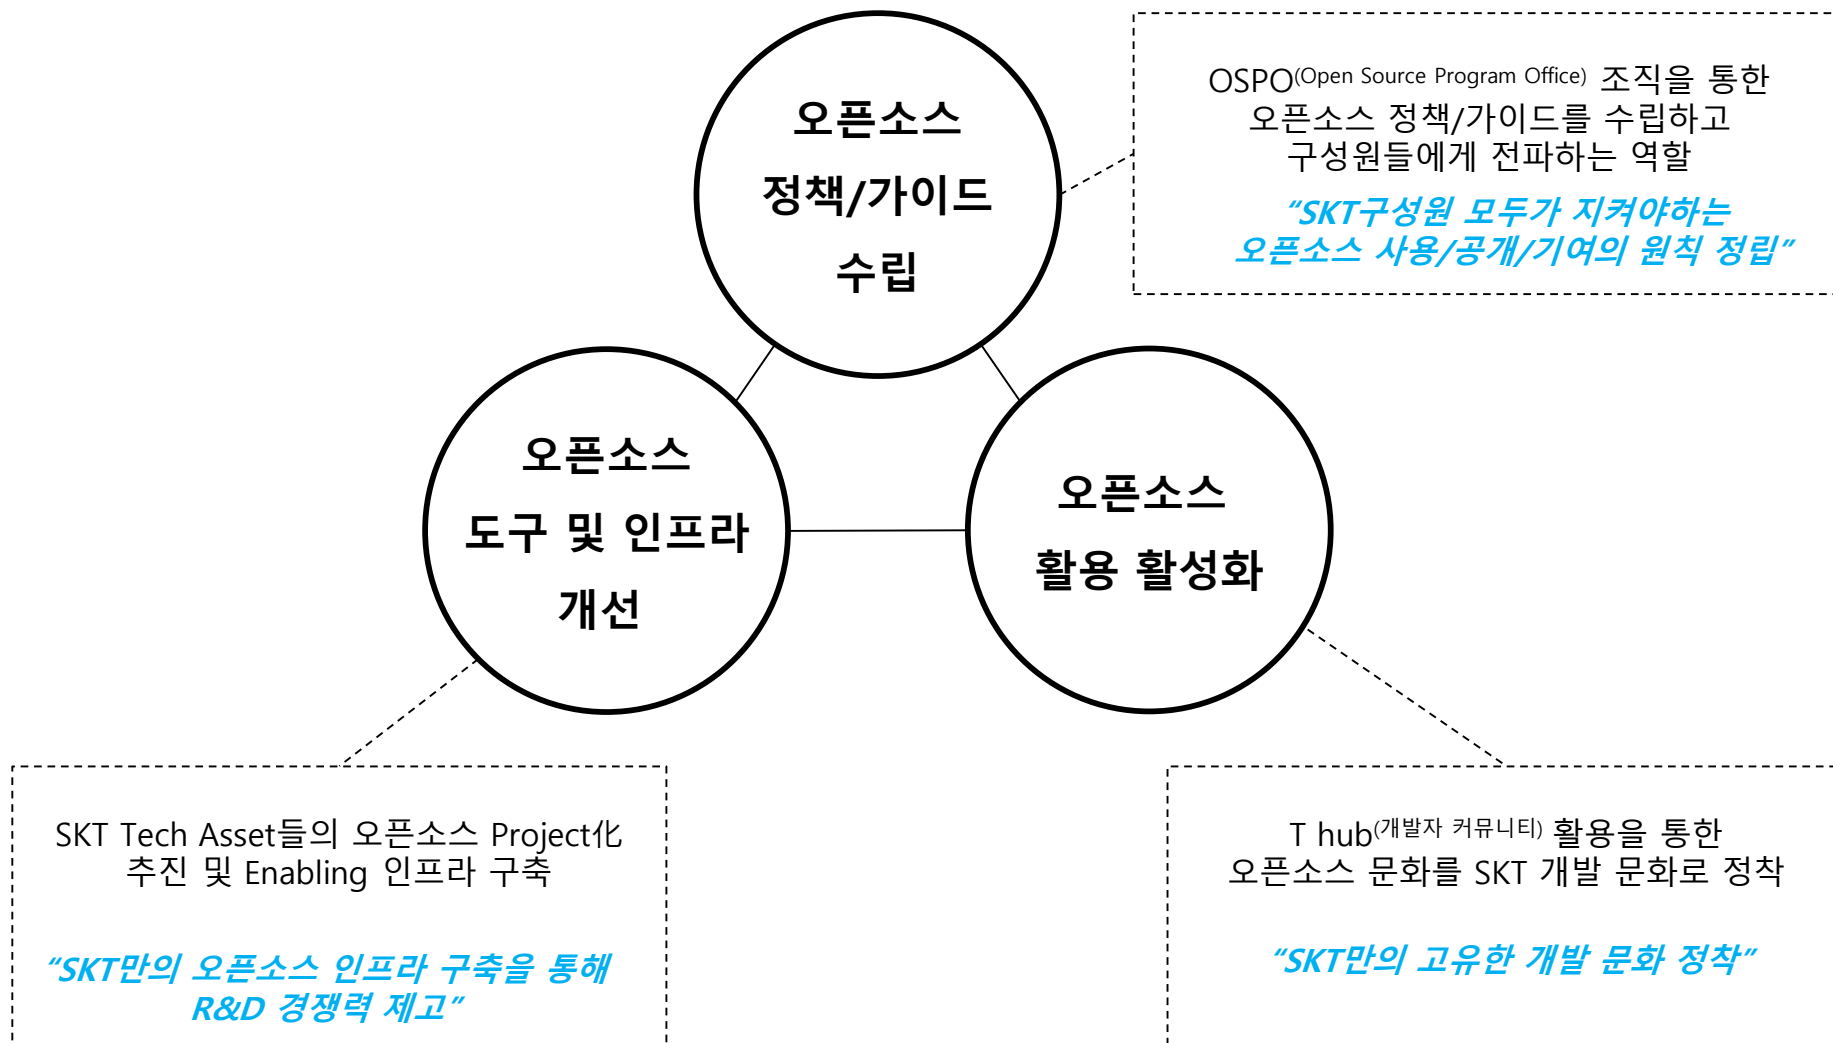 오픈소스
정책/가이드
수립
OSPO(Open Source Program Office) 조직을 통한
오픈소스 정책/가이드를 수립하고
구성원들에게 전파하는 역할
“SKT구성원 모두가 지켜야하는
오픈소스 사용/공개/기여의 원칙 정립”
오픈소스
도구 및 인프라
개선
오픈소스
활용 활성화
SKT Tech Asset들의 오픈소스 Project化
추진 및 Enabling 인프라 구축
“SKT만의 오픈소스 인프라 구축을 통해
R&D 경쟁력 제고”
T hub(개발자 커뮤니티) 활용을 통한
오픈소스 문화를 SKT 개발 문화로 정착
“SKT만의 고유한 개발 문화 정착”